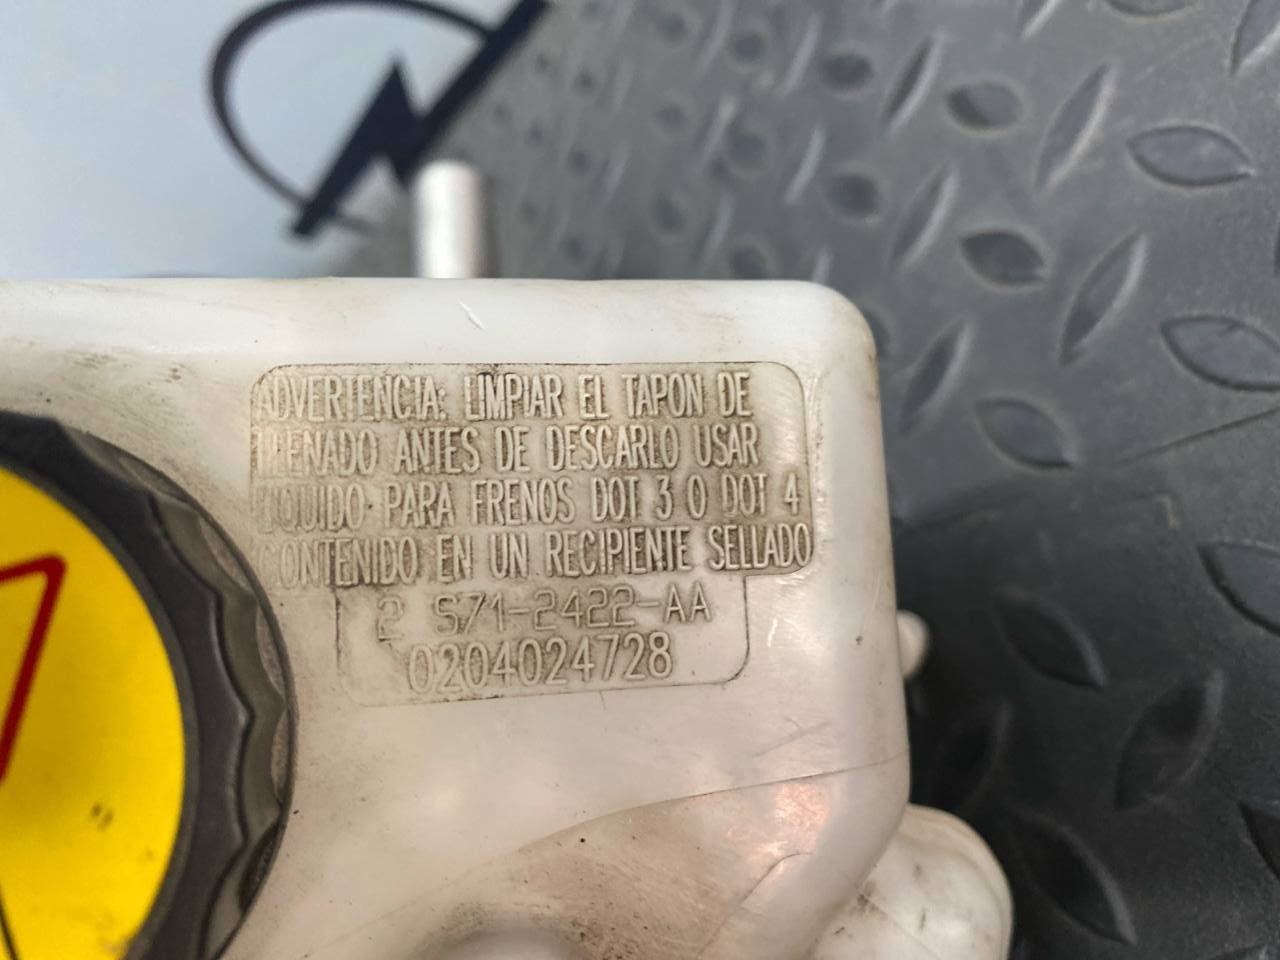 ADVERTENCIA: LIMPIAR EL TAPON DE
LLENADO ANTES DE DESCARLO USAR
LIQUIDO PARA FRENOS DOT 3 O DOT 4
CONTENIDO EN UN RECIPIENTE SELLADO
2 S71-2422-AA
0204024728